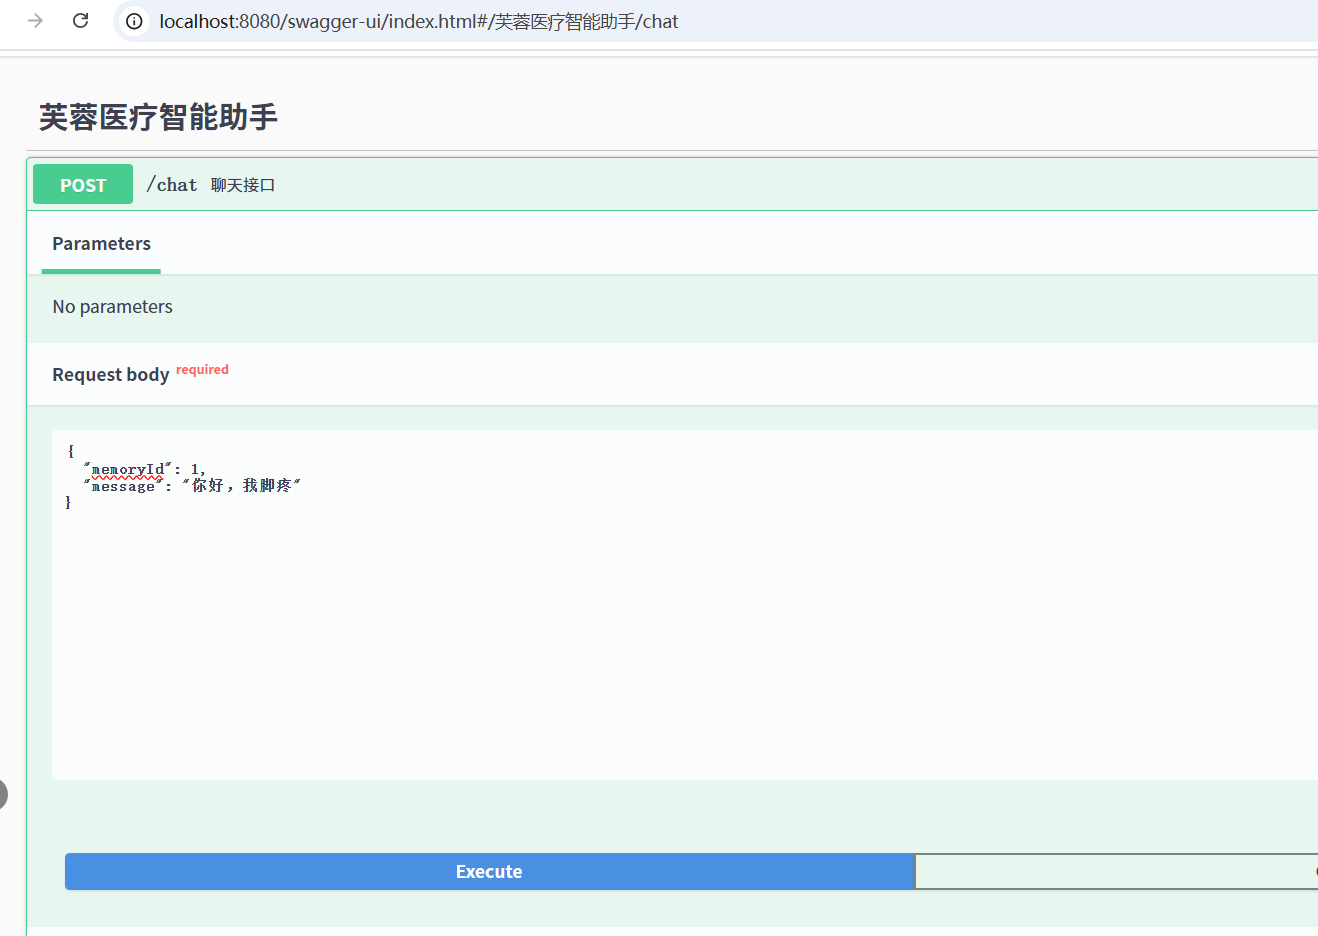 localhost:8080/swagger-ui/index.html#/芙蓉医疗智能助手/chat
芙蓉医疗智能助手
POST /chat 聊天接口
Parameters
No parameters
Request body required
{
"memoryId": 1,
"message": "你好，我脚疼"
}
Execute